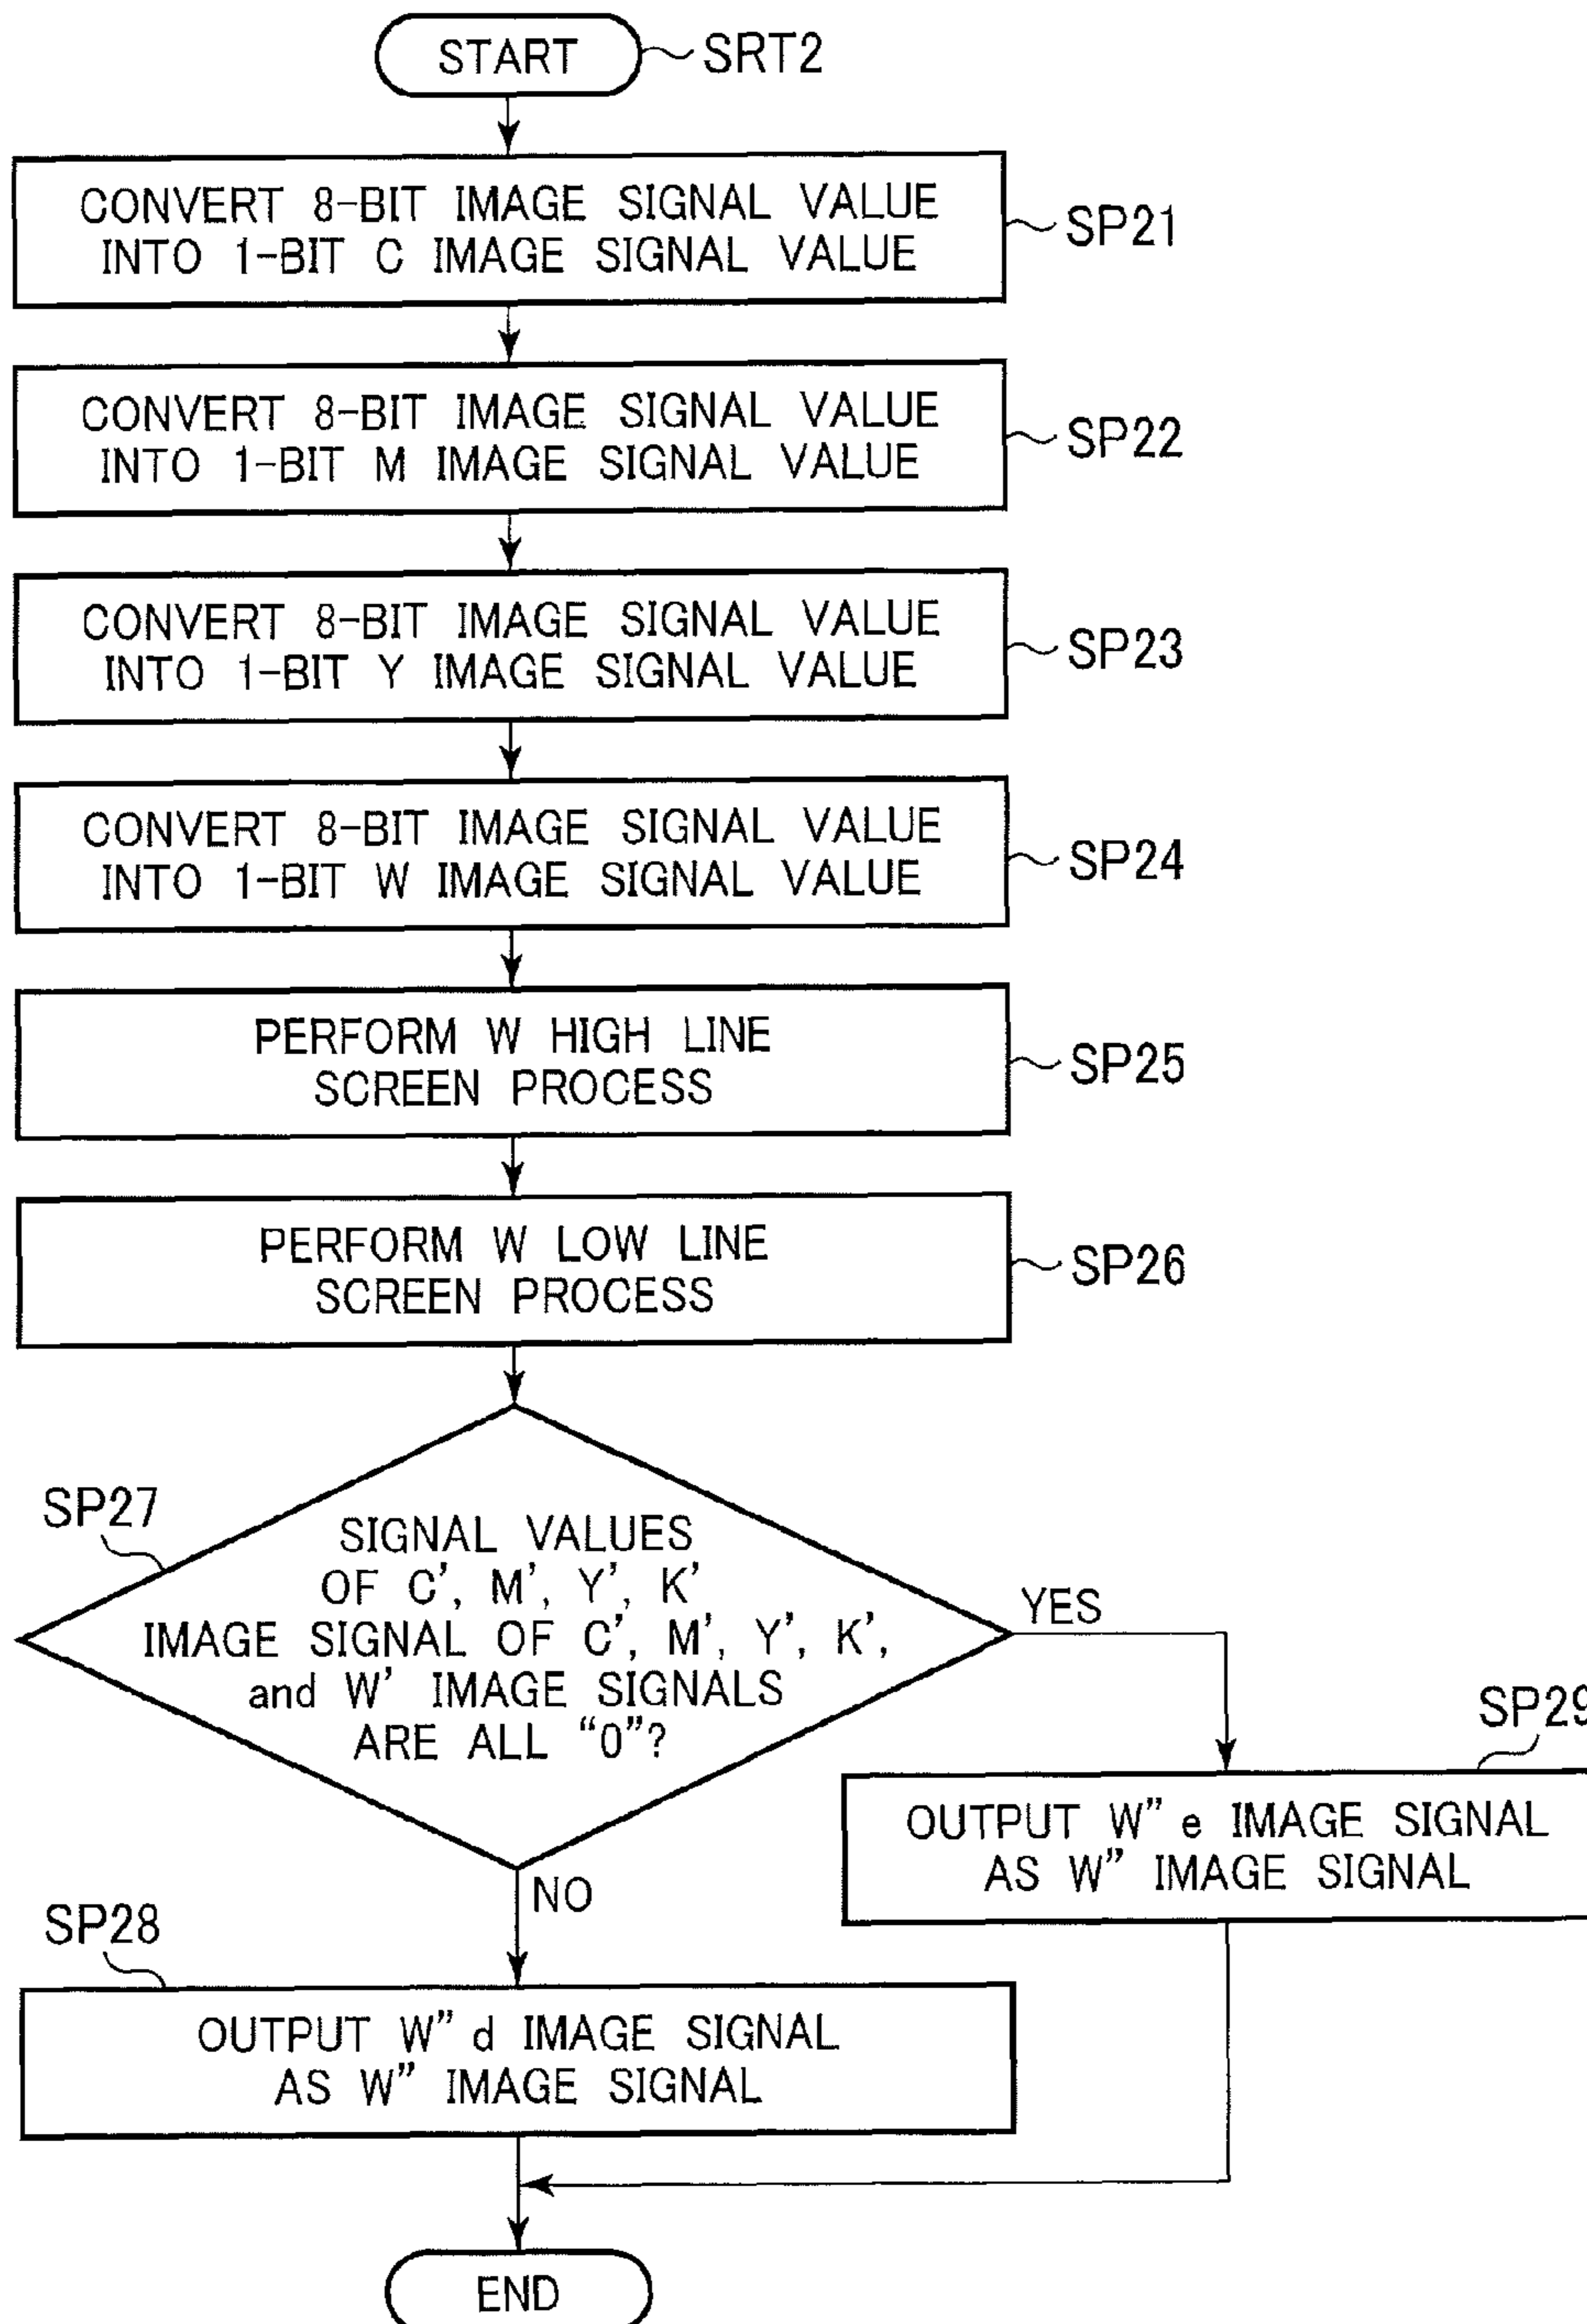 START
SRT2
CONVERT 8-BIT IMAGE SIGNAL VALUE
INTO 1-BIT C IMAGE SIGNAL VALUE
SP21
CONVERT 8-BIT IMAGE SIGNAL VALUE
INTO 1-BIT M IMAGE SIGNAL VALUE
SP22
CONVERT 8-BIT IMAGE SIGNAL VALUE
INTO 1-BIT Y IMAGE SIGNAL VALUE
SP23
CONVERT 8-BIT IMAGE SIGNAL VALUE
INTO 1-BIT W IMAGE SIGNAL VALUE
SP24
PERFORM W HIGH LINE
SCREEN PROCESS
SP25
PERFORM W LOW LINE
SCREEN PROCESS
SP26
SP27
SIGNAL VALUES
OF C’, M’, Y’, K’
IMAGE SIGNAL OF C’, M’, Y’, K’,
and W’ IMAGE SIGNALS
ARE ALL “0”?
YES
SP29
OUTPUT W” e IMAGE SIGNAL
AS W” IMAGE SIGNAL
NO
SP28
OUTPUT W” d IMAGE SIGNAL
AS W” IMAGE SIGNAL
END